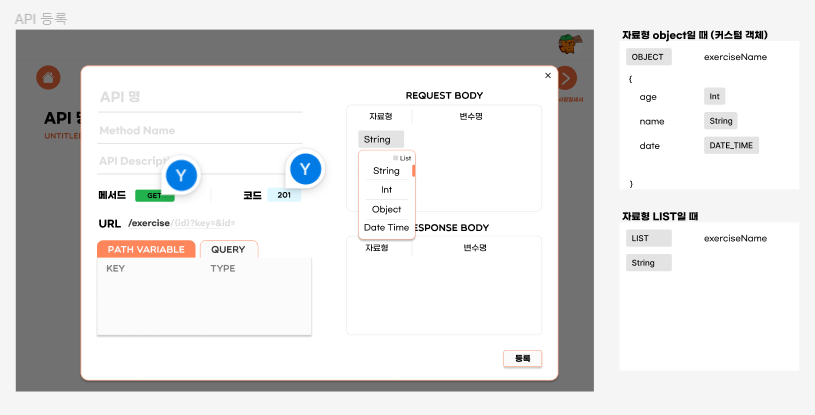 API 등록
API 명
Method Name
API Descripti
메서드 GET 코드 201
URL /exercise/{id}?key=&id=
PATH VARIABLE QUERY
KEY TYPE
REQUEST BODY
자료형 변수명
String
List
String
Int
Object
Date Time
ESPONSE BODY
자료형 변수명
등록
Y
Y
API 명
UNTITLE
자료형 object일 때 (커스텀 객체)
OBJECT exerciseName
{
age Int
name String
date DATE_TIME
}
자료형 LIST일 때
LIST exerciseName
String